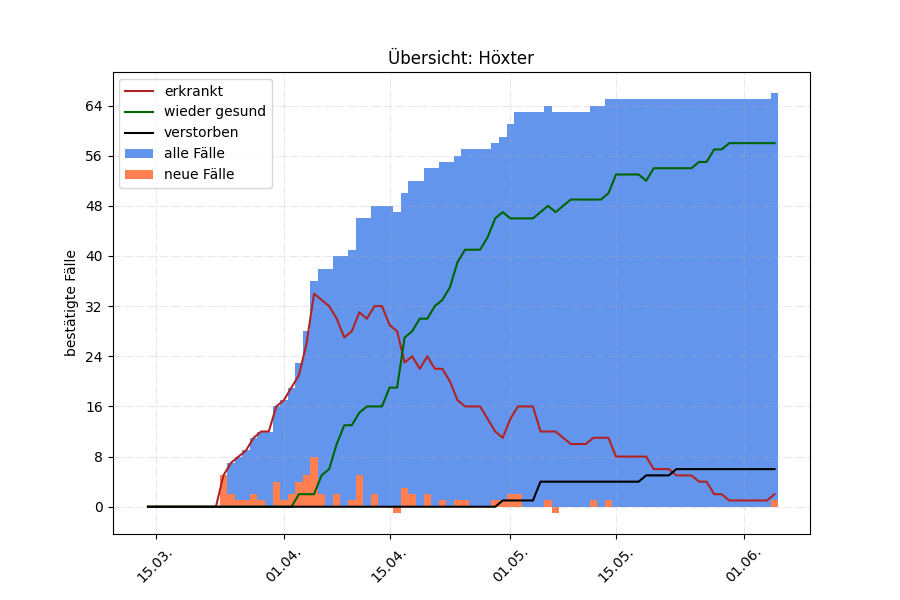 Übersicht: Höxter
erkrankt
wieder gesund
verstorben
alle Fälle
neue Fälle
bestätigte Fälle
64
56
48
40
32
24
16
8
0
15.03.
01.04.
15.04.
01.05.
15.05.
01.06.